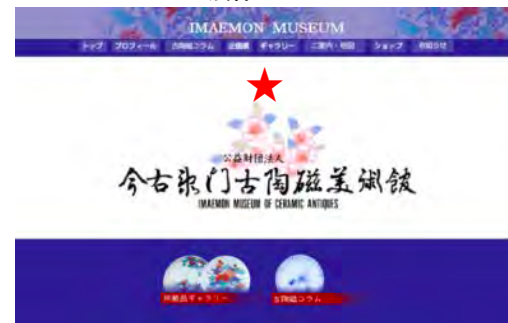 IMAEMON MUSEUM
トップ プロフィール 古陶磁コラム 企画展 ギャラリー ご案内・地図 ショップ お知らせ
公益財団法人
今右衛門古陶磁美術館
IMAEMON MUSEUM OF CERAMIC ANTIQUES
所蔵品ギャラリー
古陶磁コラム